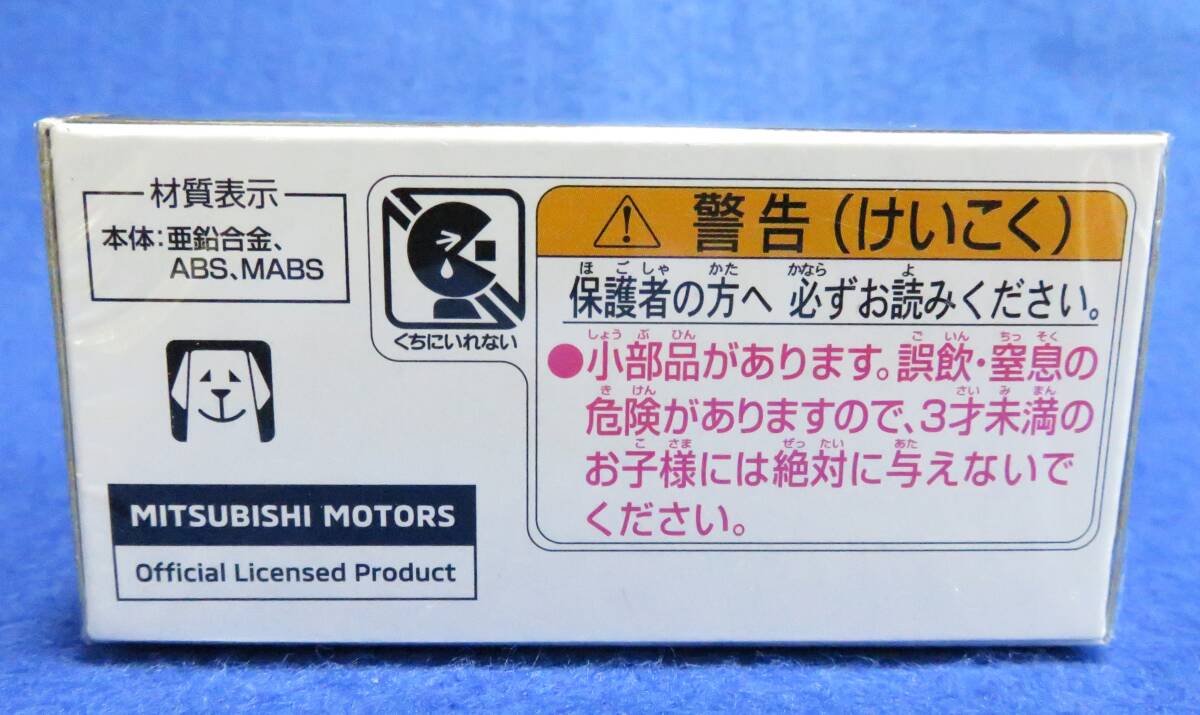 材質表示
本体:亜鉛合金、
ABS、MABS
くちにいれない
MITSUBISHI MOTORS
Official Licensed Product
警告(けいこく)
ほごしゃ かた かなら よ
保護者の方へ 必ずお読みください。
しょうぶひん ごいん ちっそく
●小部品があります。誤飲・窒息の
きけん さいみまん
危険がありますので、3才未満の
こさま ぜったい あた
お子様には絶対に与えないで
ください。